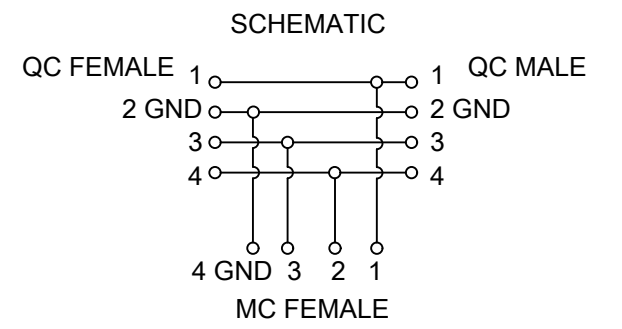 SCHEMATIC
QC FEMALE 1 1 QC MALE
2 GND 2 GND
3 3
4 4
4 GND 3 2 1
MC FEMALE